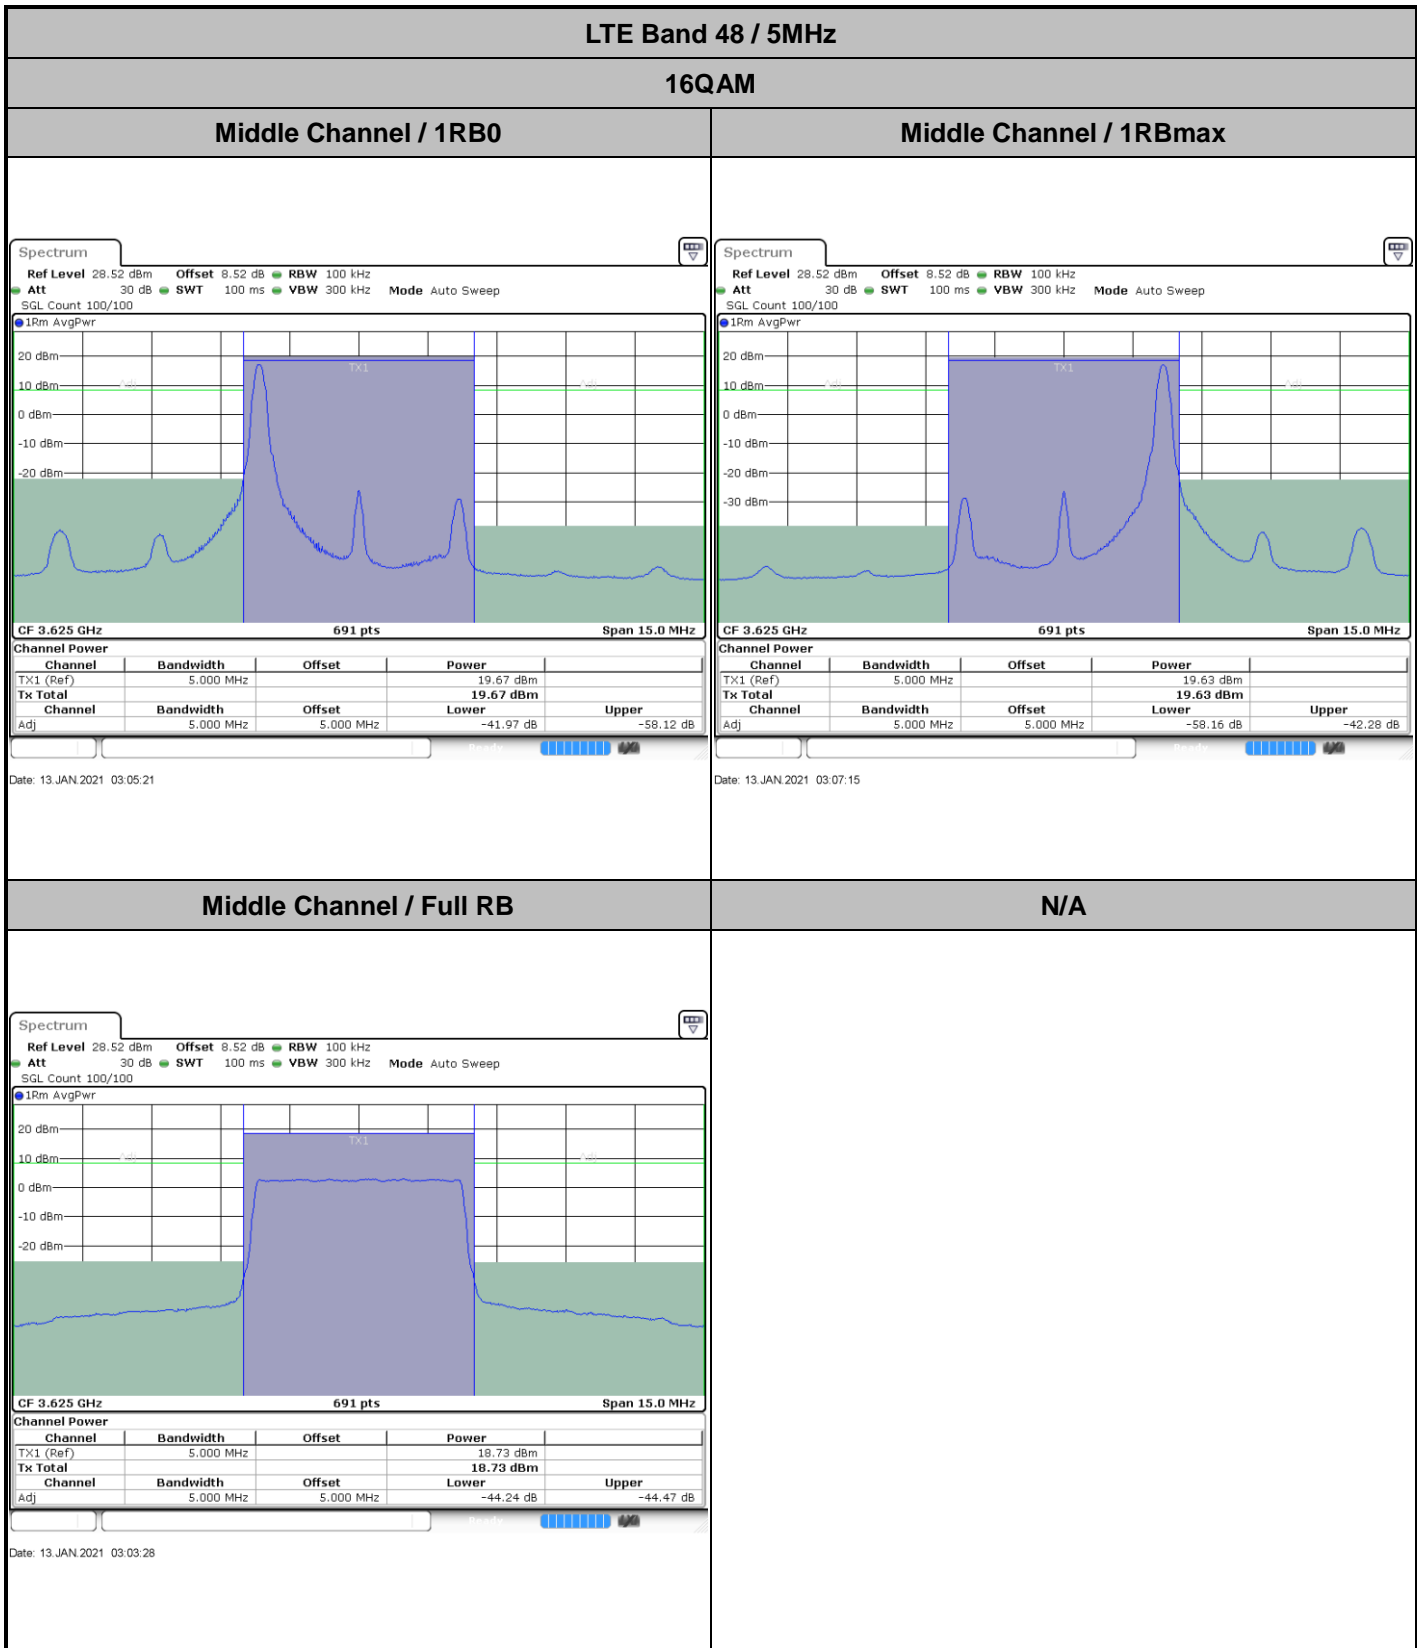 LTE Band 48 / 5MHz
16QAM
Middle Channel / 1RB0
Middle Channel / 1RBmax
Spectrum
Ref Level 28.52 dBm Offset 8.52 dB RBW 100 kHz
Att 30 dB SWT 100 ms VBW 300 kHz Mode Auto Sweep
SGL Count 100/100
1Rm AvgPwr
20 dBm
TX1
10 dBm
Adj
Adj
0 dBm
-10 dBm
-20 dBm
CF 3.625 GHz 691 pts Span 15.0 MHz
Channel Power
Channel Bandwidth Offset Power
TX1 (Ref) 5.000 MHz 19.67 dBm
Tx Total 19.67 dBm
Channel Bandwidth Offset Lower Upper
Adj 5.000 MHz 5.000 MHz -41.97 dB -58.12 dB
Ready
Date: 13.JAN.2021 03:05:21
Spectrum
Ref Level 28.52 dBm Offset 8.52 dB RBW 100 kHz
Att 30 dB SWT 100 ms VBW 300 kHz Mode Auto Sweep
SGL Count 100/100
1Rm AvgPwr
20 dBm
TX1
10 dBm
Adj
Adj
0 dBm
-10 dBm
-20 dBm
-30 dBm
CF 3.625 GHz 691 pts Span 15.0 MHz
Channel Power
Channel Bandwidth Offset Power
TX1 (Ref) 5.000 MHz 19.63 dBm
Tx Total 19.63 dBm
Channel Bandwidth Offset Lower Upper
Adj 5.000 MHz 5.000 MHz -58.16 dB -42.28 dB
Ready
Date: 13.JAN.2021 03:07:15
Middle Channel / Full RB
N/A
Spectrum
Ref Level 28.52 dBm Offset 8.52 dB RBW 100 kHz
Att 30 dB SWT 100 ms VBW 300 kHz Mode Auto Sweep
SGL Count 100/100
1Rm AvgPwr
20 dBm
TX1
10 dBm
Adj
Adj
0 dBm
-10 dBm
-20 dBm
CF 3.625 GHz 691 pts Span 15.0 MHz
Channel Power
Channel Bandwidth Offset Power
TX1 (Ref) 5.000 MHz 18.73 dBm
Tx Total 18.73 dBm
Channel Bandwidth Offset Lower Upper
Adj 5.000 MHz 5.000 MHz -44.24 dB -44.47 dB
Ready
Date: 13.JAN.2021 03:03:28